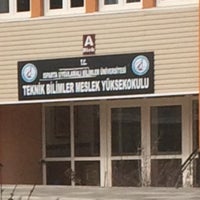 A
T.C.
ISPARTA UYGULAMALI BİLİMLER ÜNİVERSİTESİ
TEKNİK BİLİMLER MESLEK YÜKSEKOKULU